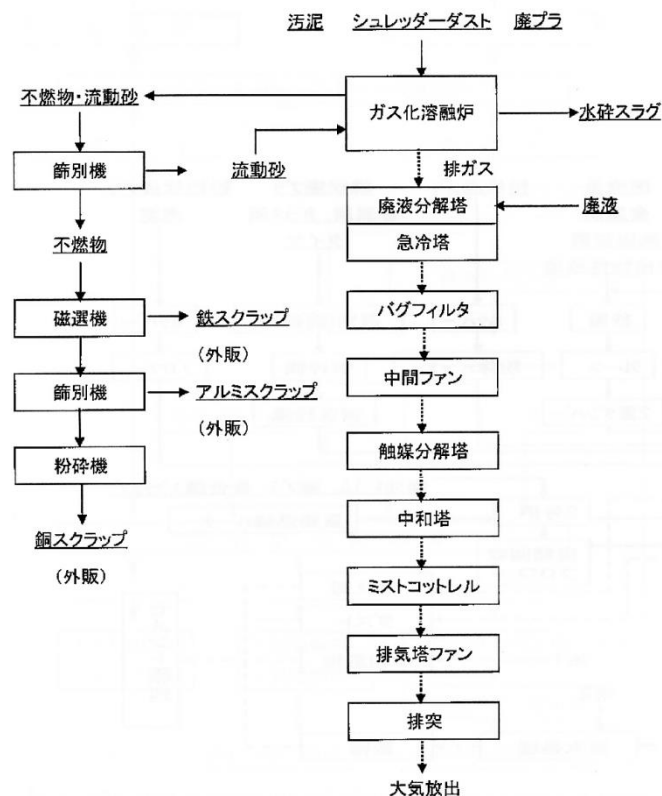 汚泥 シュレッダーダスト 廃プラ
不燃物・流動砂
ガス化溶融炉
水砕スラグ
篩別機
流動砂
排ガス
廃液分解塔
廃液
不燃物
急冷塔
磁選機
鉄スクラップ
(外販)
バグフィルタ
篩別機
アルミスクラップ
(外販)
中間ファン
粉砕機
触媒分解塔
銅スクラップ
(外販)
中和塔
ミストコットレル
排気塔ファン
排突
大気放出